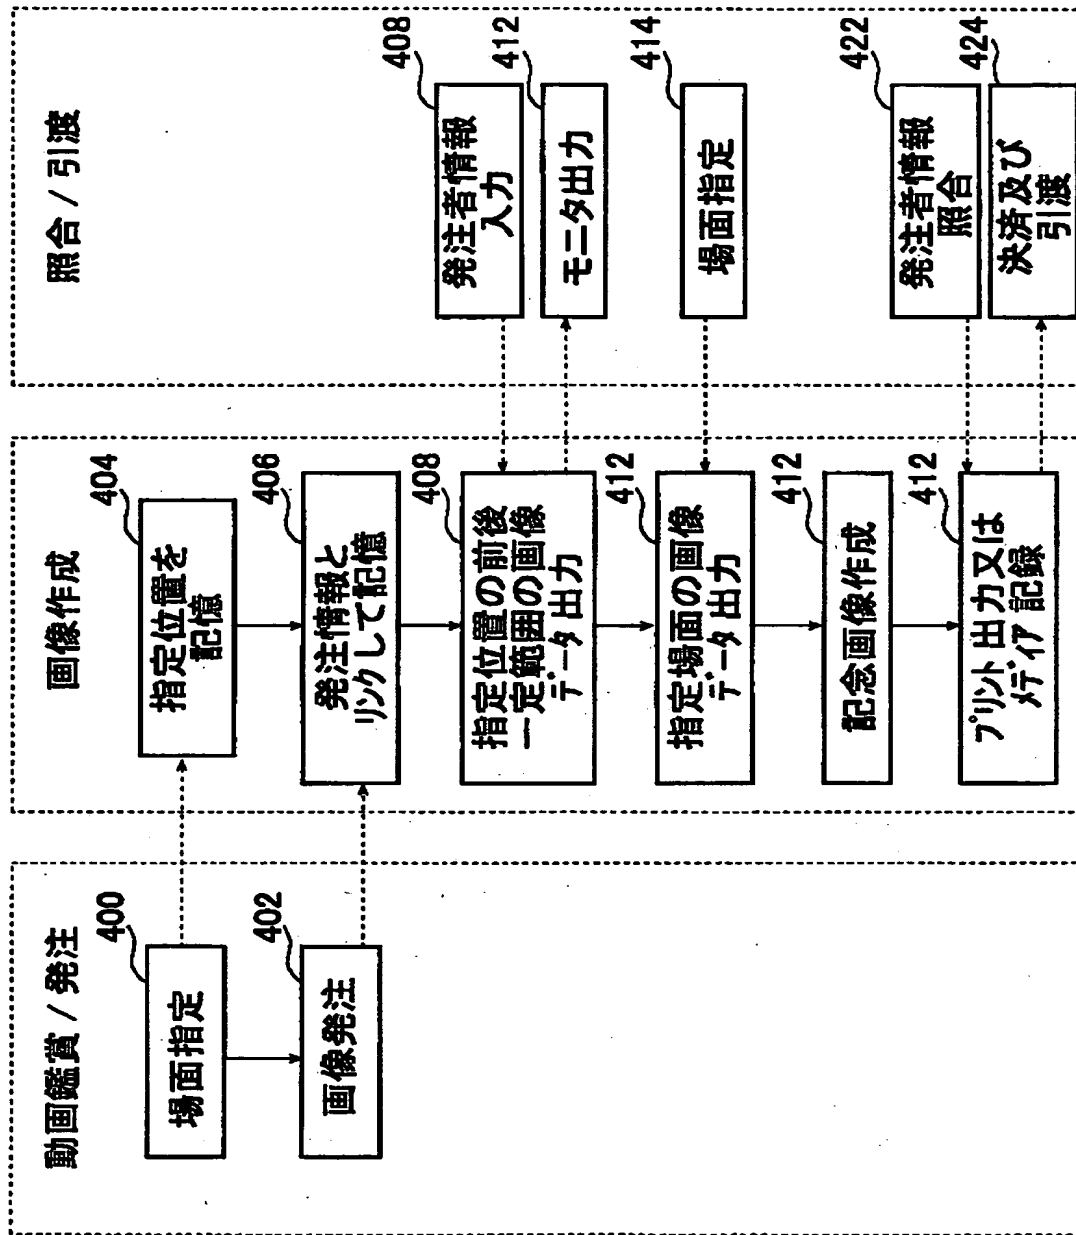 動画鑑賞 / 発注
400
場面指定
402
画像発注
画像作成
404
指定位置を
記憶
406
発注情報と
リンクして記憶
408
指定位置の前後
一定範囲の画像
データ出力
412
指定場面の画像
データ出力
412
記念画像作成
412
プリント出力又は
メディア記録
照合 / 引渡
408
発注者情報
入力
412
モニタ出力
414
場面指定
422
発注者情報
照合
424
決済及び
引渡